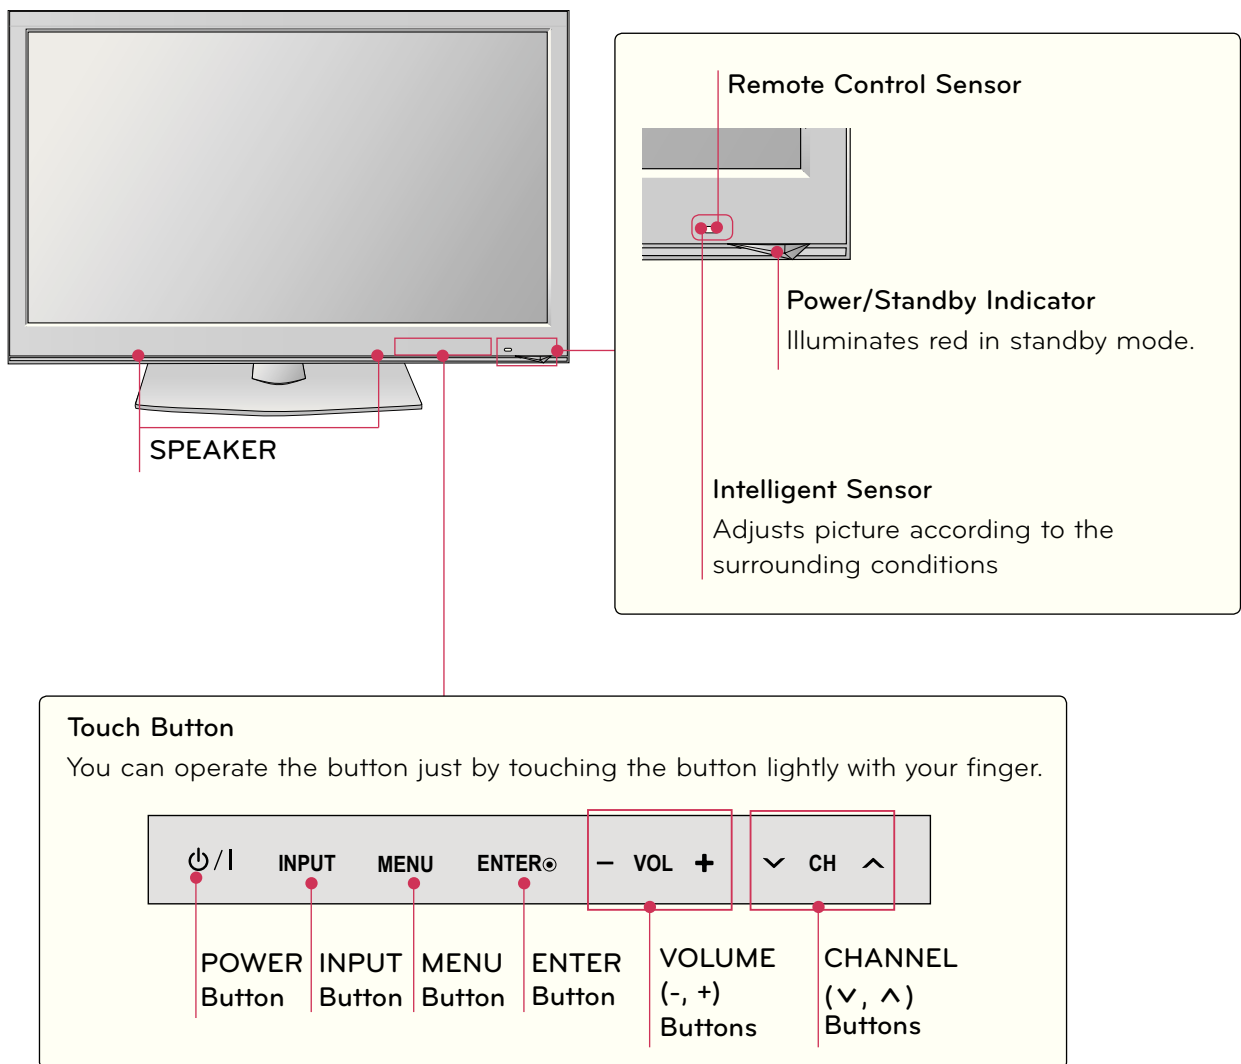 Remote Control Sensor
Power/Standby Indicator
Illuminates red in standby mode.
SPEAKER
Intelligent Sensor
Adjusts picture according to the
surrounding conditions
Touch Button
You can operate the button just by touching the button lightly with your finger.
⏻/I INPUT MENU ENTER◉ − VOL + ∨ CH ∧
POWER
Button
INPUT
Button
MENU
Button
ENTER
Button
VOLUME
(-, +)
Buttons
CHANNEL
(∨, ∧)
Buttons